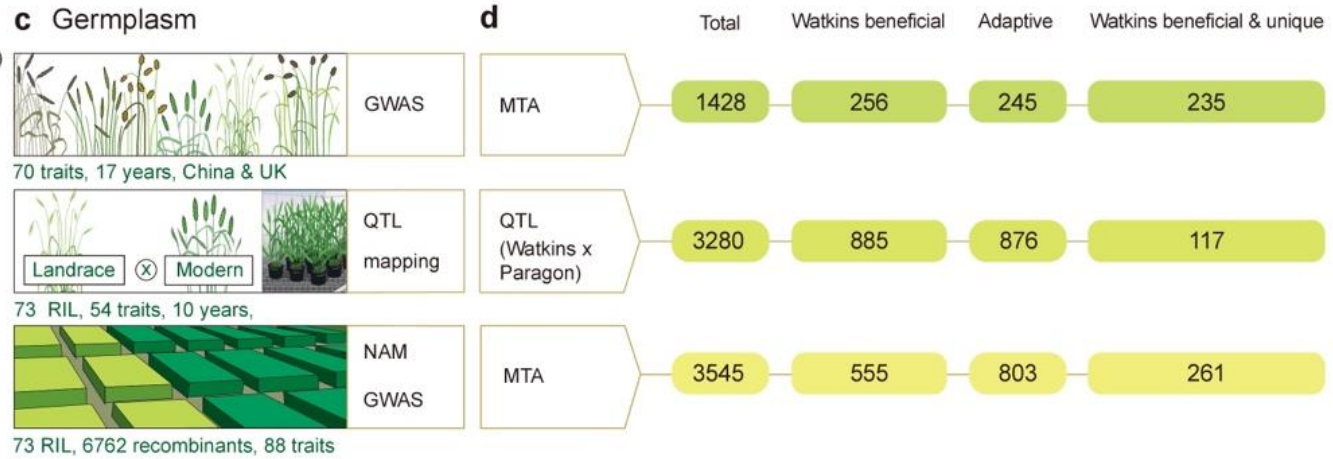 c Germplasm
GWAS
70 traits, 17 years, China & UK
QTL
mapping
Landrace x Modern
73 RIL, 54 traits, 10 years,
NAM
GWAS
73 RIL, 6762 recombinants, 88 traits
d
Total Watkins beneficial Adaptive Watkins beneficial & unique
MTA 1428 256 245 235
QTL
(Watkins x
Paragon)
3280 885 876 117
MTA 3545 555 803 261